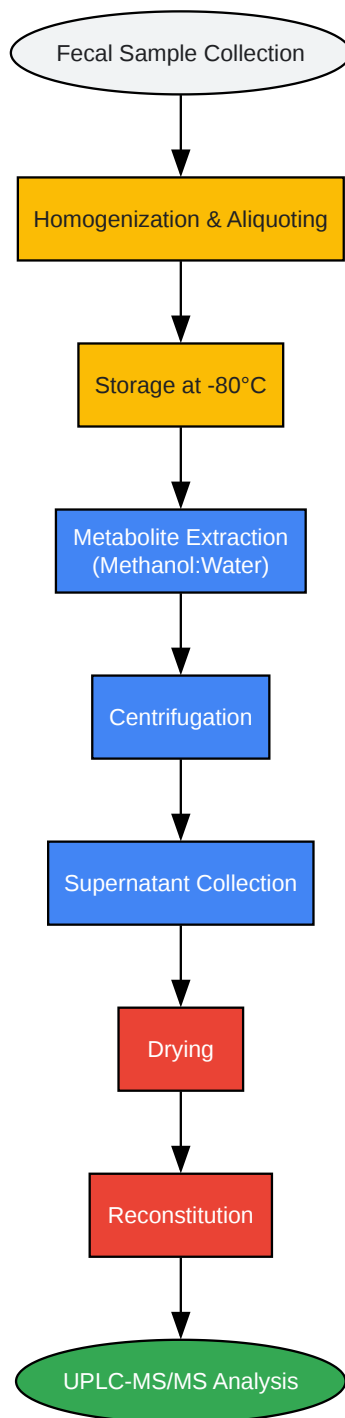 Fecal Sample Collection
Homogenization & Aliquoting
Storage at -80°C
Metabolite Extraction
(Methanol:Water)
Centrifugation
Supernatant Collection
Drying
Reconstitution
UPLC-MS/MS Analysis